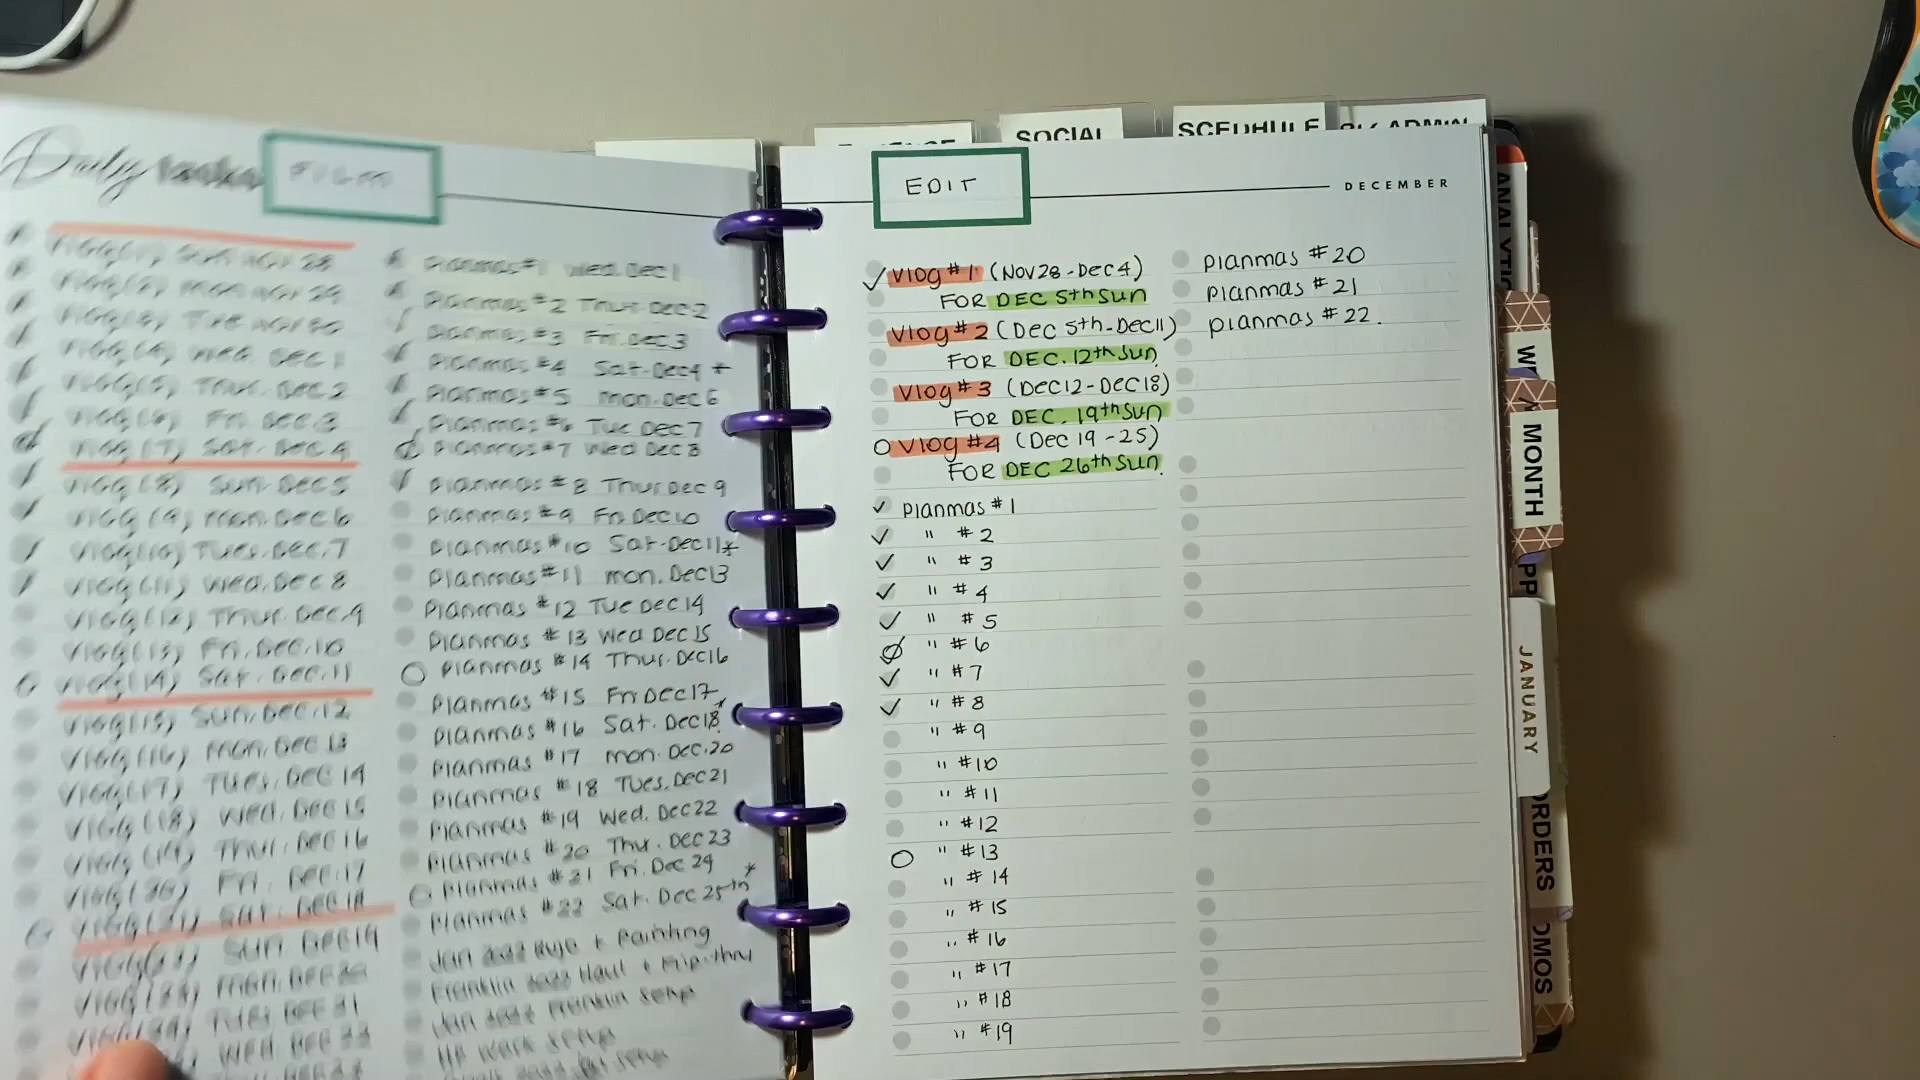 SOCIAL
SCEDHULE
Daily
FILM
Vlog (1) Sun Nov 28
Vlog (2) Mon Nov 29
Vlog (3) Tue Nov 30
Vlog (4) Wed. Dec 1
Vlog (5) Thur. Dec 2
Vlog (6) Fri. Dec 3
Vlog (7) Sat. Dec 4
Vlog (8) Sun. Dec 5
Vlog (9) Mon. Dec 6
Vlog (10) Tues. Dec. 7
Vlog (11) Wed. Dec 8
Vlog (12) Thur. Dec. 9
Vlog (13) Fri. Dec. 10
Vlog (14) Sat. Dec. 11
Vlog (15) Sun. Dec. 12
Vlog (16) Mon. Dec 13
Vlog (17) Tues. Dec 14
Vlog (18) Wed. Dec 15
Vlog (19) Thur. Dec 16
Vlog (20) Fri. Dec. 17
Vlog (21) Sat. Dec 18
Sun Dec 19
Planmas #1 Wed. Dec 1
Planmas #2 Thur. Dec 2
Planmas #3 Fri. Dec 3
Planmas #4 Sat. Dec 4 *
Planmas #5 Mon. Dec 6
Planmas #6 Tue Dec 7
Planmas #7 Wed Dec 8
Planmas #8 Thur Dec 9
Planmas #9 Fri Dec 10
Planmas #10 Sat. Dec 11 *
Planmas #11 Mon. Dec 13
Planmas #12 Tue Dec 14
Planmas #13 Wed Dec 15
Planmas #14 Thur. Dec 16
Planmas #15 Fri Dec 17
Planmas #16 Sat. Dec 18 *
Planmas #17 Mon. Dec. 20
Planmas #18 Tues. Dec 21
Planmas #19 Wed. Dec 22
Planmas #20 Thur. Dec 23
Planmas #21 Fri. Dec 24
Planmas #22 Sat. Dec 25th *
EDIT
DECEMBER
Vlog #1 (Nov 28 - Dec 4)
FOR DEC 5th Sun
Vlog #2 (Dec 5th - Dec 11)
FOR DEC. 12th Sun.
Vlog #3 (Dec 12 - Dec 18)
FOR DEC. 19th Sun
Vlog #4 (Dec 19 - 25)
FOR DEC 26th Sun.
Planmas #1
" #2
" #3
" #4
" #5
" #6
" #7
" #8
" #9
" #10
" #11
" #12
" #13
" #14
" #15
" #16
" #17
" #18
" #19
Planmas #20
Planmas #21
Planmas #22.
MONTH
JANUARY